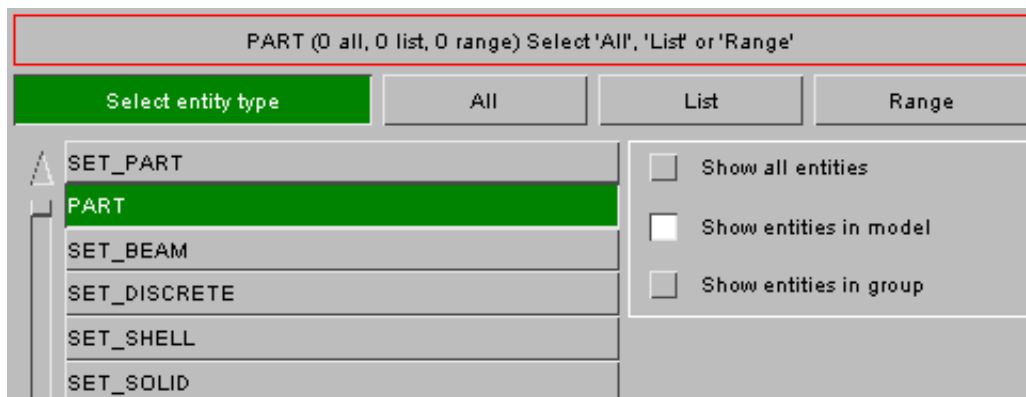 PART (0 all, 0 list, 0 range) Select 'All', 'List' or 'Range'
Select entity type All List Range
SET_PART
PART
SET_BEAM
SET_DISCRETE
SET_SHELL
SET_SOLID
Show all entities
Show entities in model
Show entities in group